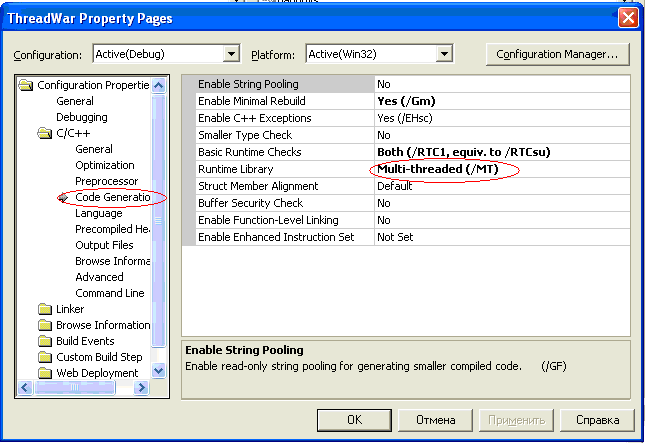 ThreadWar Property Pages
Configuration: Active(Debug) Platform: Active(Win32) Configuration Manager...
Configuration Propertie
General
Debugging
C/C++
General
Optimization
Preprocessor
Code Generatio
Language
Precompiled Hea
Output Files
Browse Informa
Advanced
Command Line
Linker
Browse Information
Build Events
Custom Build Step
Web Deployment
Enable String Pooling No
Enable Minimal Rebuild Yes (/Gm)
Enable C++ Exceptions Yes (/EHsc)
Smaller Type Check No
Basic Runtime Checks Both (/RTC1, equiv. to /RTCsu)
Runtime Library Multi-threaded (/MT)
Struct Member Alignment Default
Buffer Security Check No
Enable Function-Level Linking No
Enable Enhanced Instruction Set Not Set
Enable String Pooling
Enable read-only string pooling for generating smaller compiled code. (/GF)
OK Отмена Применить Справка